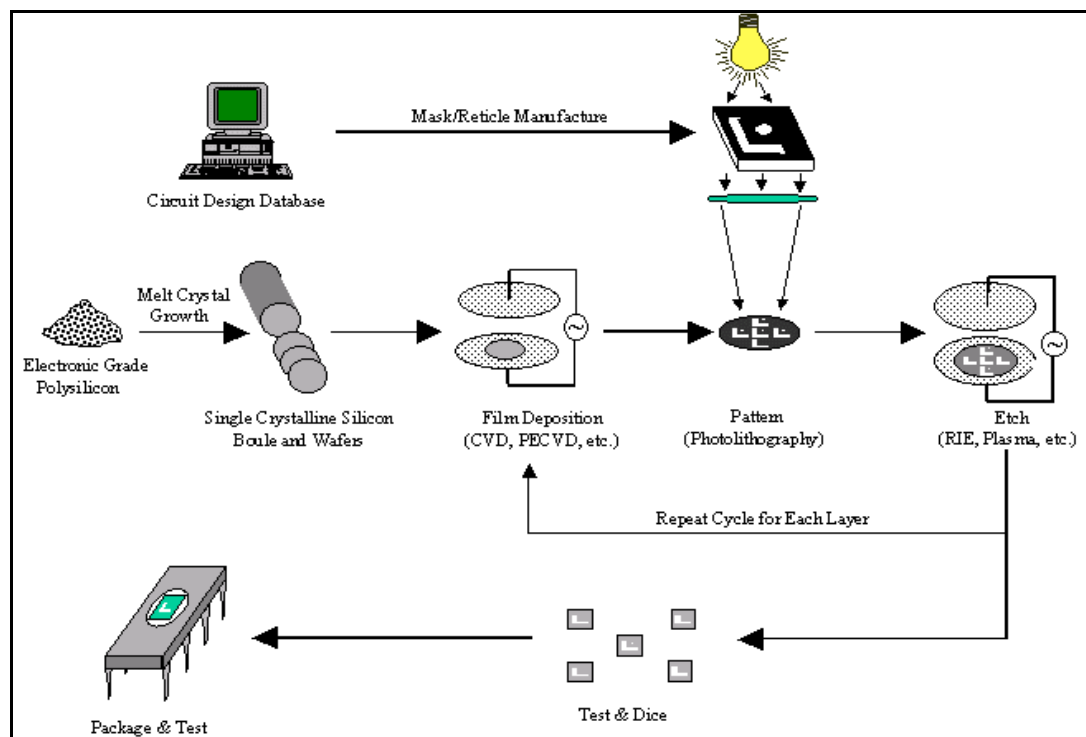 Mask/Reticle Manufacture
Circuit Design Database
Melt Crystal
Growth
Electronic Grade
Polysilicon
Single Crystalline Silicon
Boule and Wafers
Film Deposition
(CVD, PECVD, etc.)
Pattern
(Photolithography)
Etch
(RIE, Plasma, etc.)
Repeat Cycle for Each Layer
Test & Dice
Package & Test